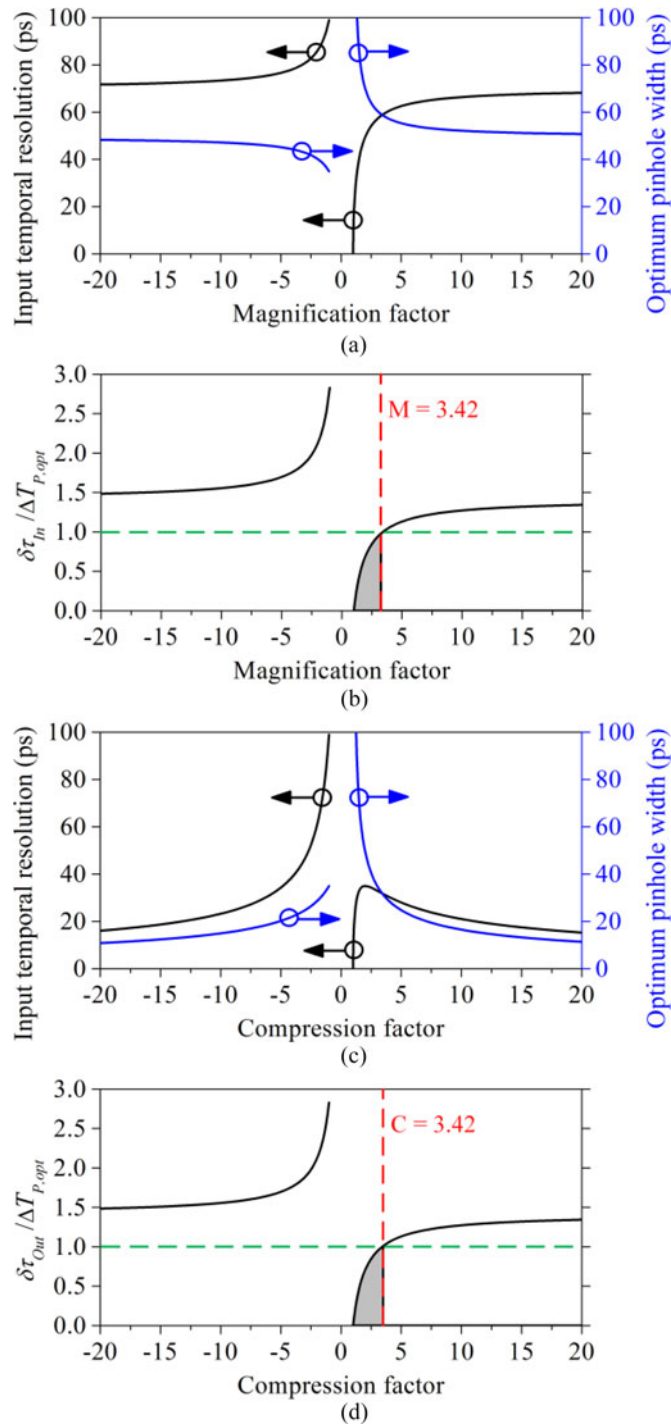 100 100
80 80
60 60
40 40
20 20
0 0
Input temporal resolution (ps)
Optimum pinhole width (ps)
-20 -15 -10 -5 0 5 10 15 20
Magnification factor
(a)
3.0
2.5
2.0
1.5
1.0
0.5
0.0
δτ_In /ΔT_P,opt
M = 3.42
-20 -15 -10 -5 0 5 10 15 20
Magnification factor
(b)
100 100
80 80
60 60
40 40
20 20
0 0
Input temporal resolution (ps)
Optimum pinhole width (ps)
-20 -15 -10 -5 0 5 10 15 20
Compression factor
(c)
3.0
2.5
2.0
1.5
1.0
0.5
0.0
δτ_Out /ΔT_P,opt
C = 3.42
-20 -15 -10 -5 0 5 10 15 20
Compression factor
(d)